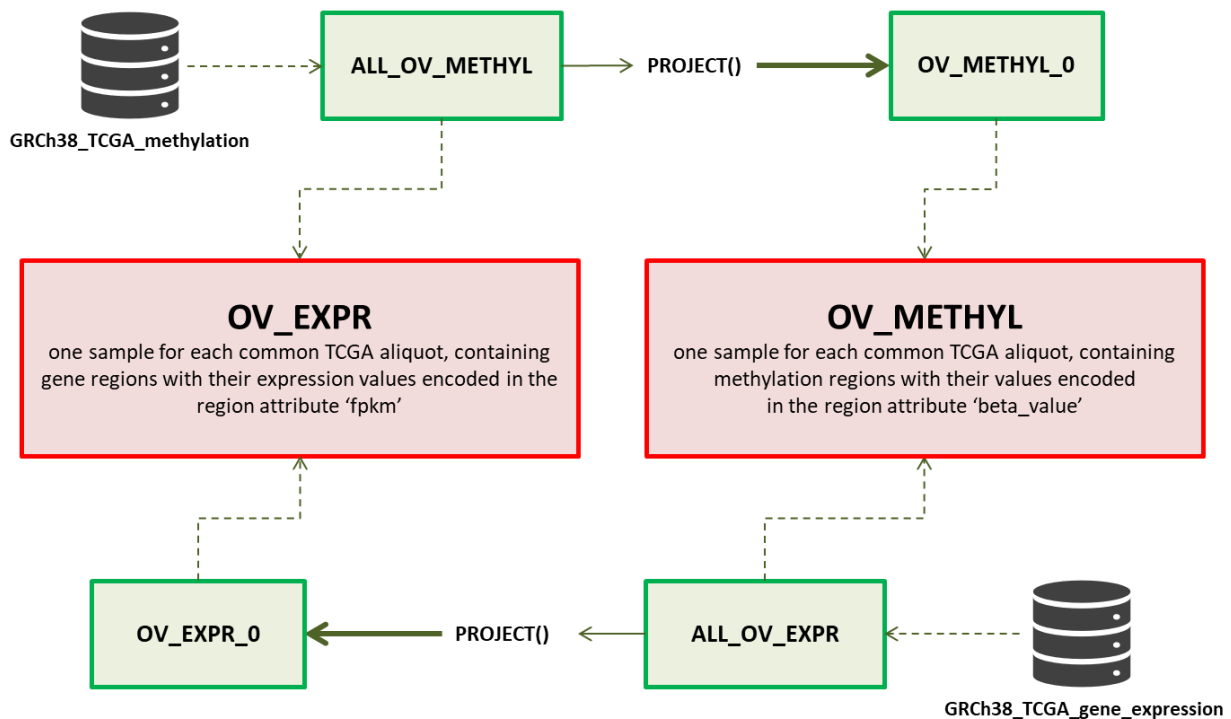 ALL_OV_METHYL
PROJECT()
OV_METHYL_0
GRCh38_TCGA_methylation
OV_EXPR
one sample for each common TCGA aliquot, containing
gene regions with their expression values encoded in the
region attribute ‘fpkm’
OV_METHYL
one sample for each common TCGA aliquot, containing
methylation regions with their values encoded
in the region attribute ‘beta_value’
OV_EXPR_0
PROJECT()
ALL_OV_EXPR
GRCh38_TCGA_gene_expression